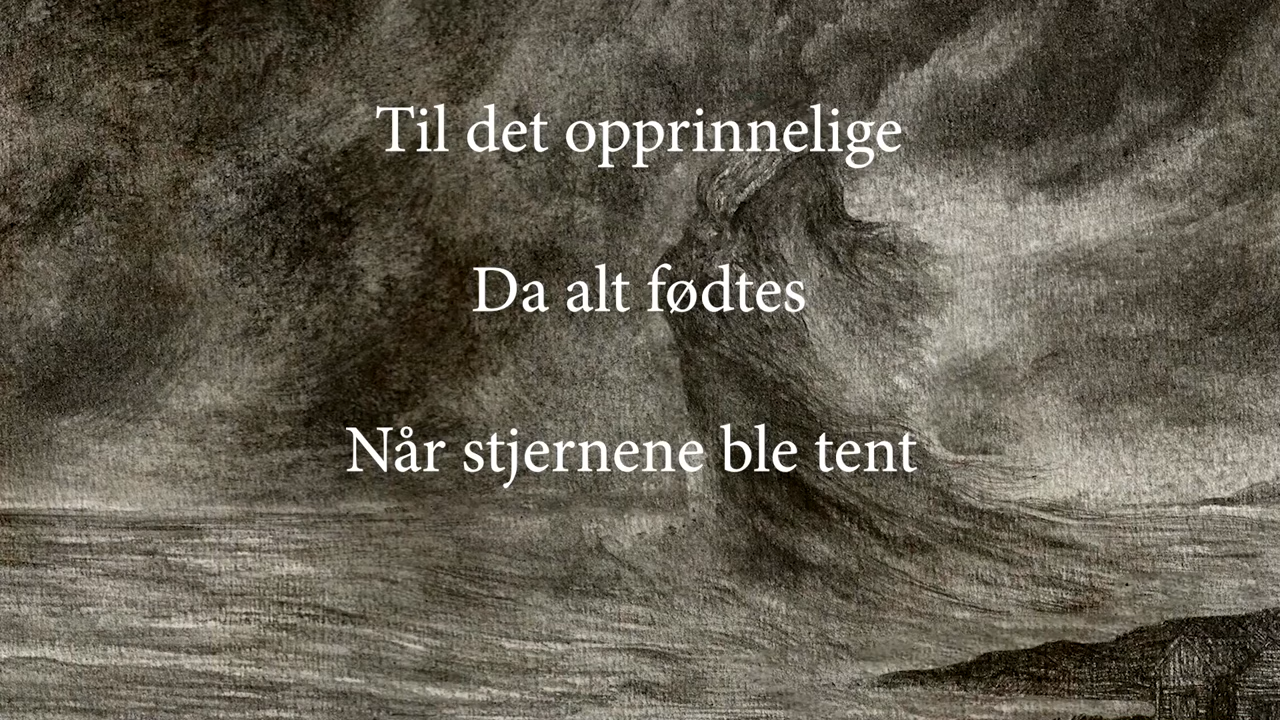 Til det opprinnelige
Da alt fødtes
Når stjernene ble tent